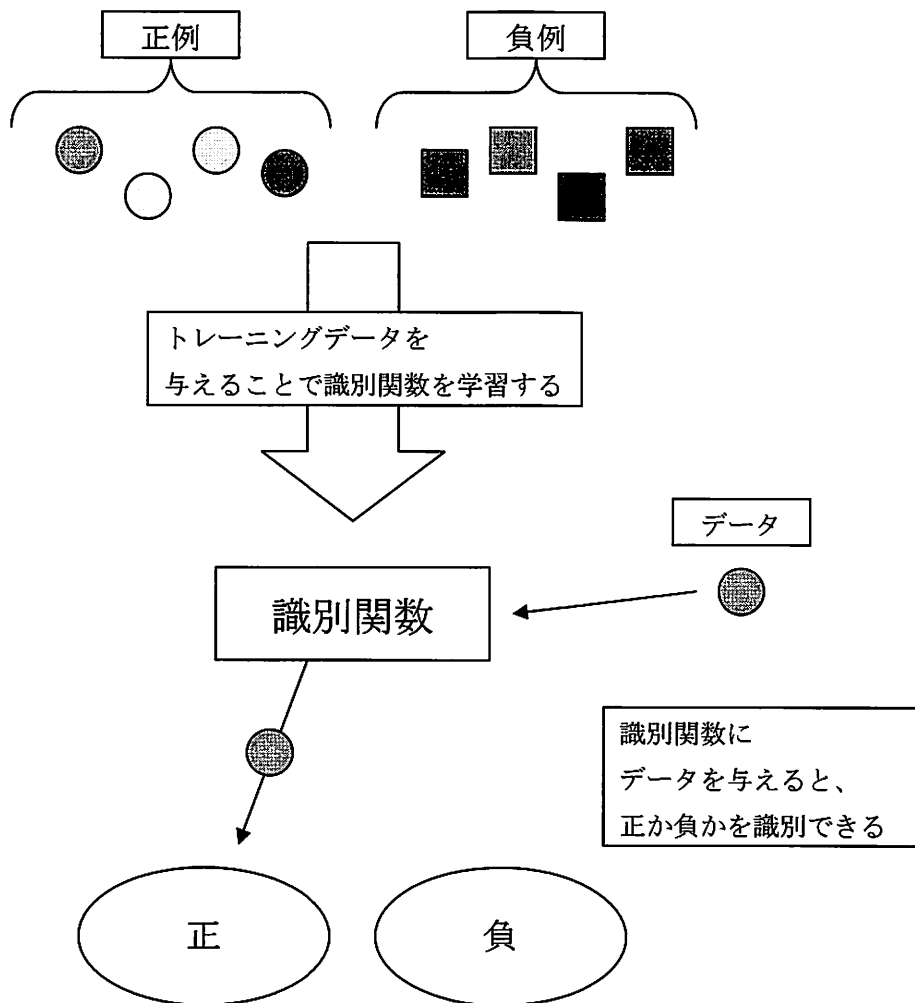 正例
負例
トレーニングデータを
与えることで識別関数を学習する
データ
識別関数
識別関数に
データを与えると、
正か負かを識別できる
正
負